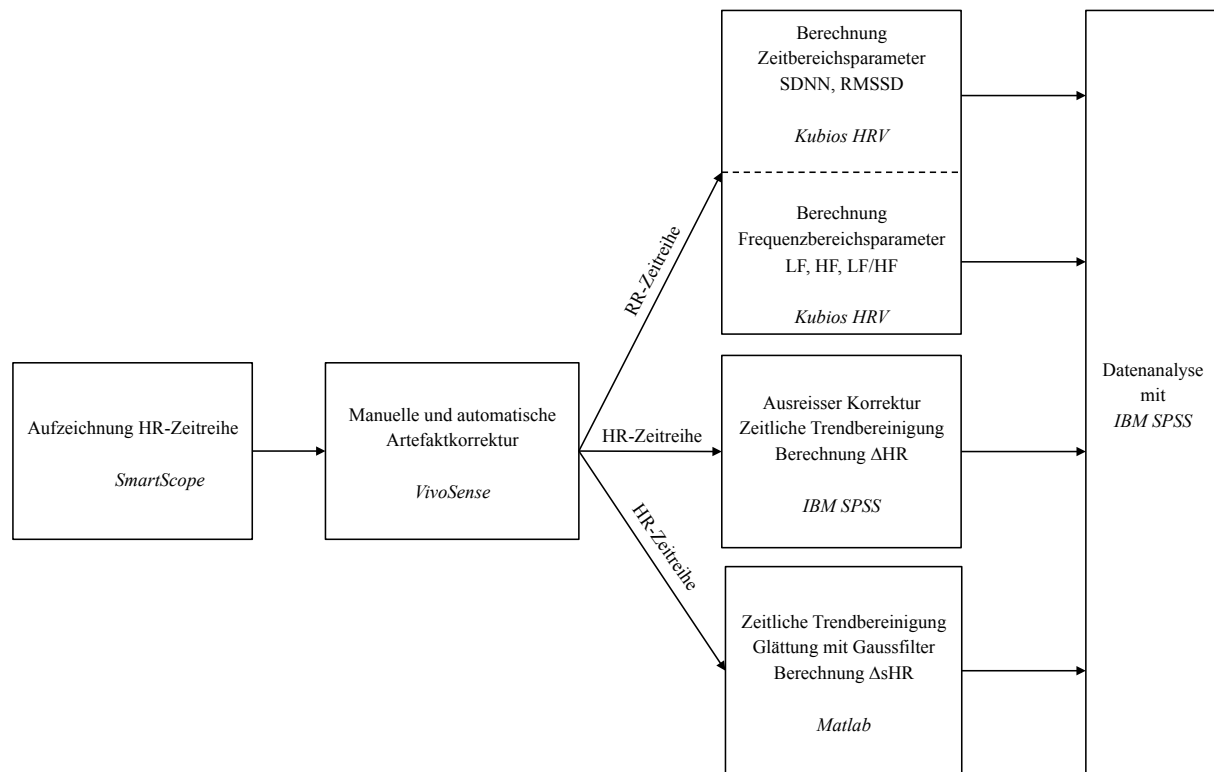 Aufzeichnung HR-Zeitreihe
SmartScope
Manuelle und automatische
Artefaktkorrektur
VivoSense
RR-Zeitreihe
HR-Zeitreihe
HR-Zeitreihe
Berechnung
Zeitbereichsparameter
SDNN, RMSSD
Kubios HRV
Berechnung
Frequenzbereichsparameter
LF, HF, LF/HF
Kubios HRV
Ausreisser Korrektur
Zeitliche Trendbereinigung
Berechnung ΔHR
IBM SPSS
Zeitliche Trendbereinigung
Glättung mit Gaussfilter
Berechnung ΔsHR
Matlab
Datenanalyse
mit
IBM SPSS